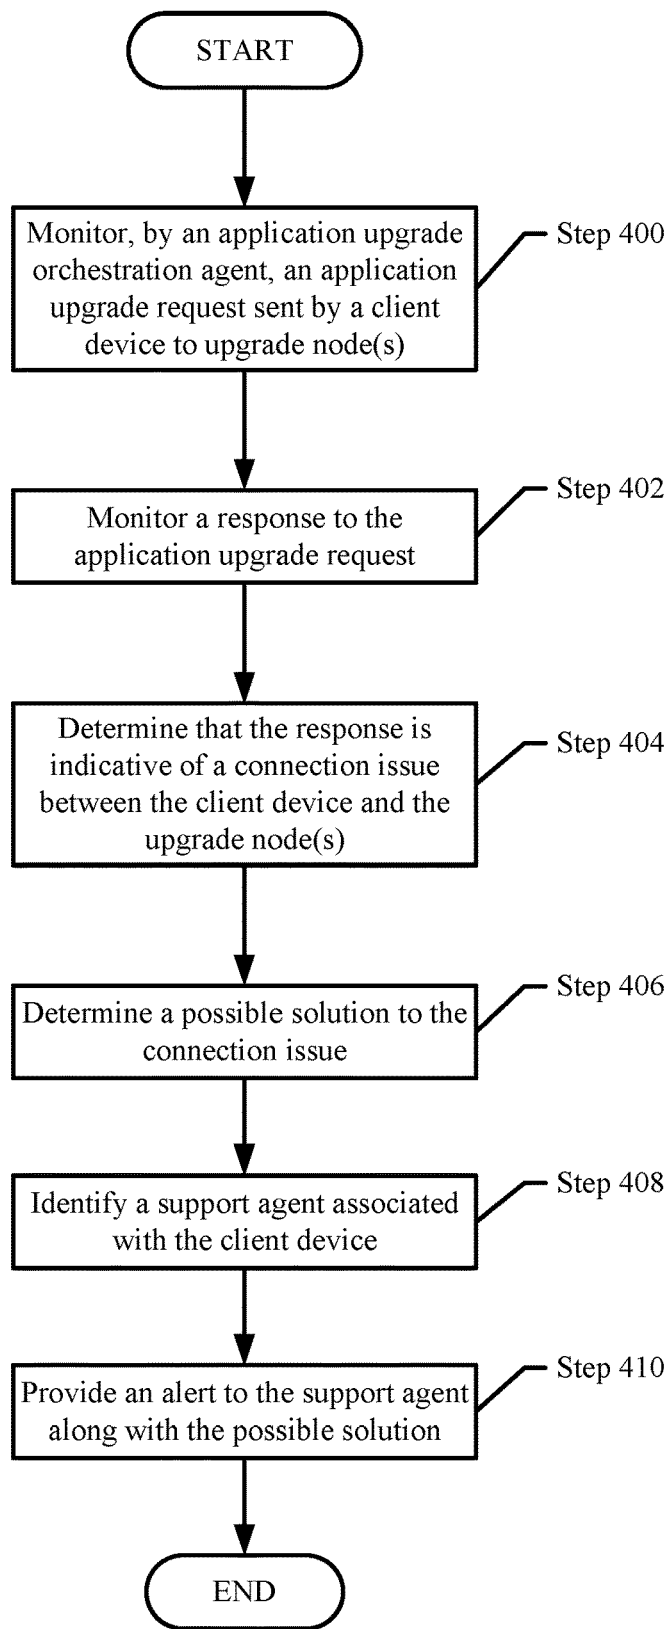 START
Monitor, by an application upgrade
orchestration agent, an application
upgrade request sent by a client
device to upgrade node(s)
Step 400
Monitor a response to the
application upgrade request
Step 402
Determine that the response is
indicative of a connection issue
between the client device and the
upgrade node(s)
Step 404
Determine a possible solution to the
connection issue
Step 406
Identify a support agent associated
with the client device
Step 408
Provide an alert to the support agent
along with the possible solution
Step 410
END